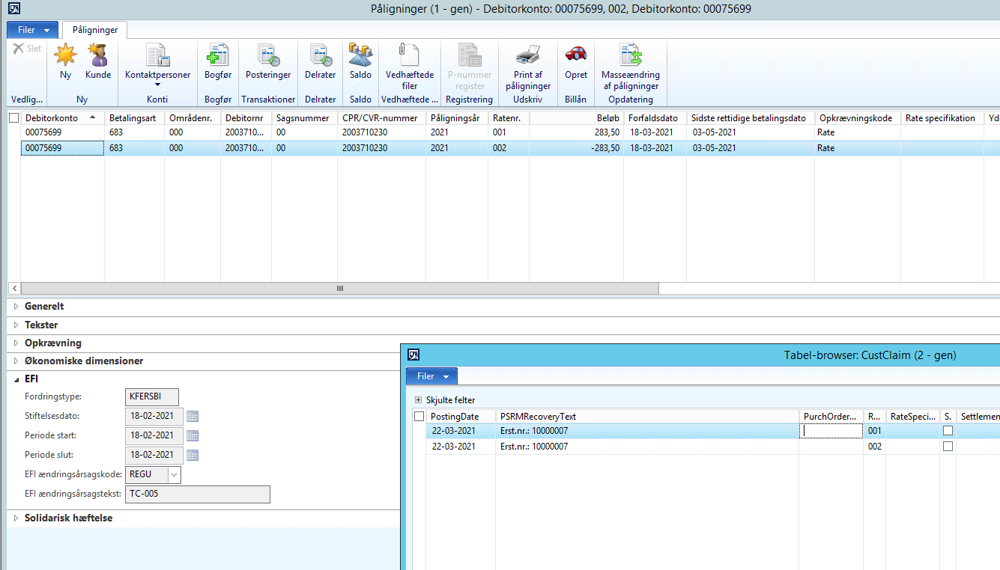 Påligninger (1 - gen) - Debitorkonto: 00075699, 002, Debitorkonto: 00075699
Filer Påligninger
Slet
Ny Kunde Kontaktpersoner Bogfør Posteringer Delrater Saldo Vedhæftede filer P-nummer register Print af påligninger Opret Masseændring af påligninger
Vedlig... Ny Konti Bogfør Transaktioner Delrater Saldo Vedhæftede ... Registrering Udskriv Billån Opdatering
Debitorkonto Betalingsart Områdenr. Debitornr Sagsnummer CPR/CVR-nummer Påligningsår Ratenr. Beløb Forfaldsdato Sidste rettidige betalingsdato Opkrævningskode Rate specifikation Yd
00075699 683 000 2003710... 00 2003710230 2021 001 283,50 18-03-2021 03-05-2021 Rate
00075699 683 000 2003710... 00 2003710230 2021 002 -283,50 18-03-2021 03-05-2021 Rate
Generelt
Tekster
Opkrævning
Økonomiske dimensioner
EFI
Fordringstype: KFERSBI
Stiftelsesdato: 18-02-2021
Periode start: 18-02-2021
Periode slut: 18-02-2021
EFI ændringsårsagskode: REGU
EFI ændringsårsagstekst: TC-005
Solidarisk hæftelse
Tabel-browser: CustClaim (2 - gen)
Filer
Skjulte felter
PostingDate PSRMRecoveryText PurchOrder... R... RateSpeci... S. Settlemen
22-03-2021 Erst.nr.: 10000007 001
22-03-2021 Erst.nr.: 10000007 002